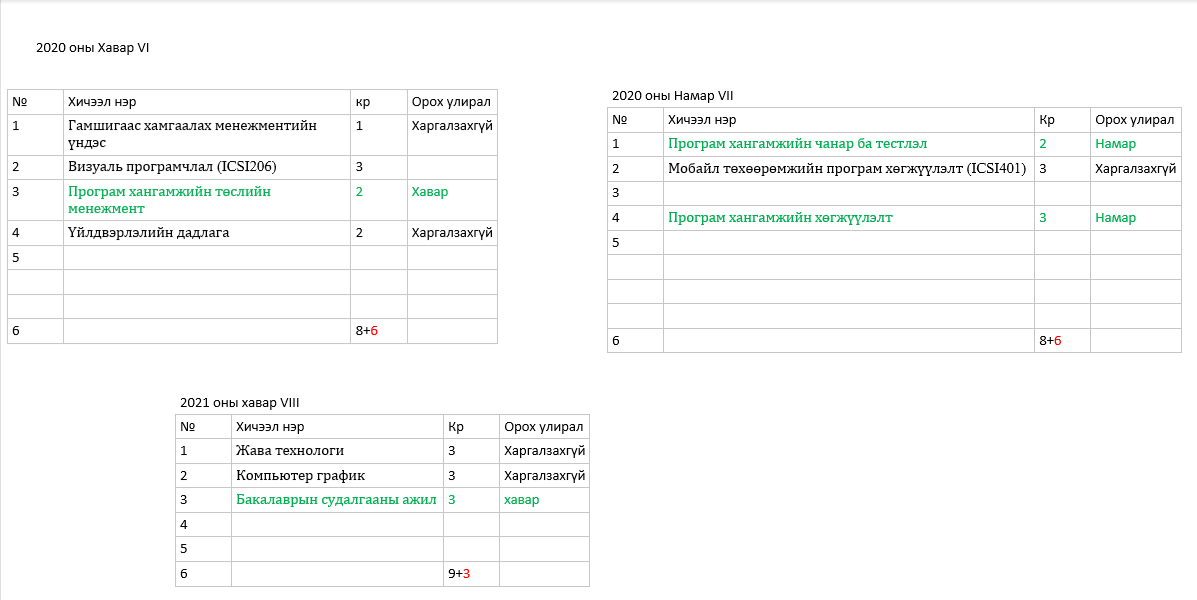 2020 оны Хавар VI
№ Хичээл нэр кр Орох улирал
1 Гамшигаас хамгаалах менежментийн 1 Харгалзахгүй
үндэс
2 Визуаль програмчлал (ICSI206) 3
3 Програм хангамжийн төслийн 2 Хавар
менежмент
4 Үйлдвэрлэлийн дадлага 2 Харгалзахгүй
5
6 8+6
2020 оны Намар VII
№ Хичээл нэр Кр Орох улирал
1 Програм хангамжийн чанар ба тестлэл 2 Намар
2 Мобайл төхөөрөмжийн програм хөгжүүлэлт (ICSI401) 3 Харгалзахгүй
3
4 Програм хангамжийн хөгжүүлэлт 3 Намар
5
6 8+6
2021 оны хавар VIII
№ Хичээл нэр Кр Орох улирал
1 Жава технологи 3 Харгалзахгүй
2 Компьютер график 3 Харгалзахгүй
3 Бакалаврын судалгааны ажил 3 хавар
4
5
6 9+3